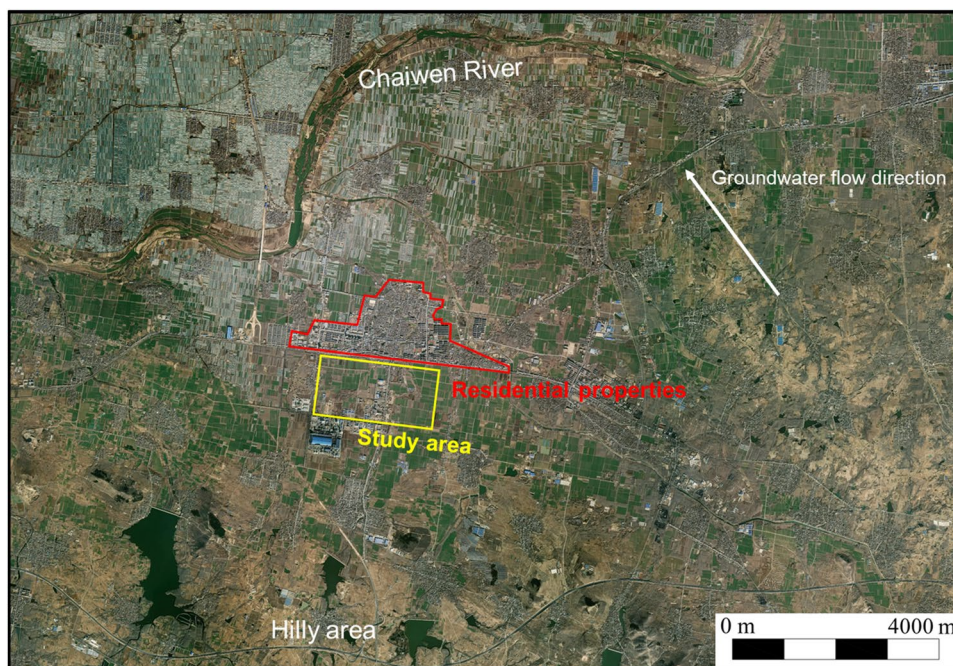 Chaiwen River
Groundwater flow direction
Residential properties
Study area
Hilly area
0 m 4000 m